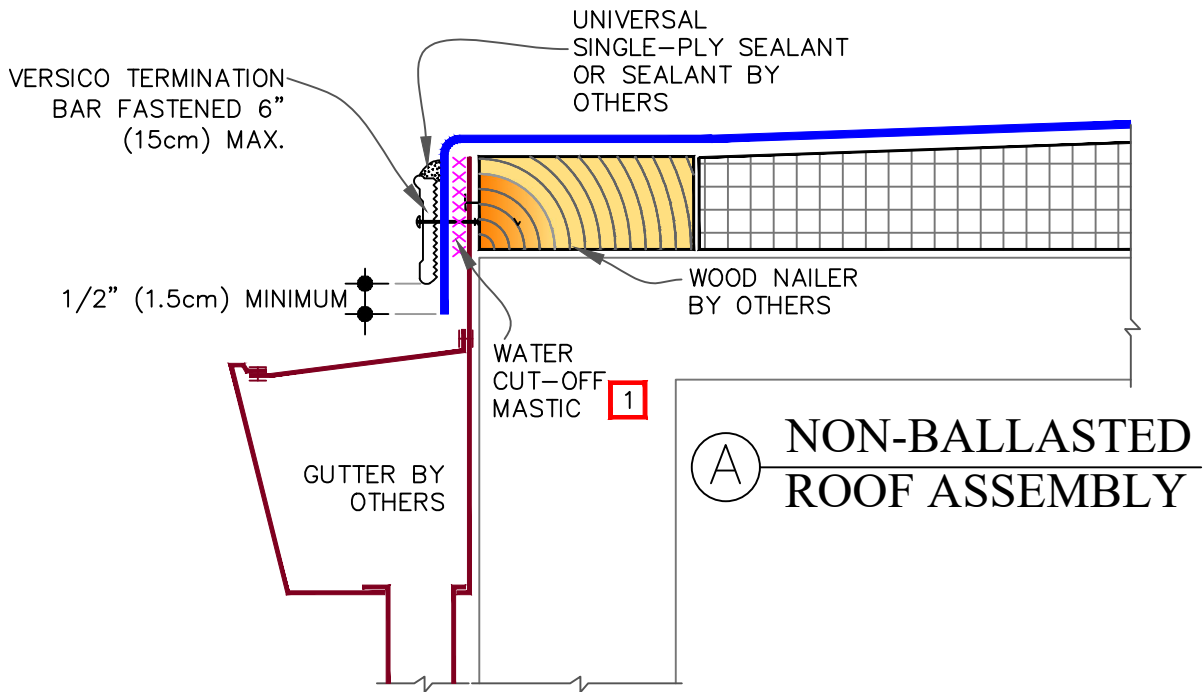 UNIVERSAL
SINGLE-PLY SEALANT
OR SEALANT BY
OTHERS
VERSICO TERMINATION
BAR FASTENED 6"
(15cm) MAX.
1/2" (1.5cm) MINIMUM
WOOD NAILER
BY OTHERS
WATER
CUT-OFF
MASTIC
1
GUTTER BY
OTHERS
A
NON-BALLASTED
ROOF ASSEMBLY